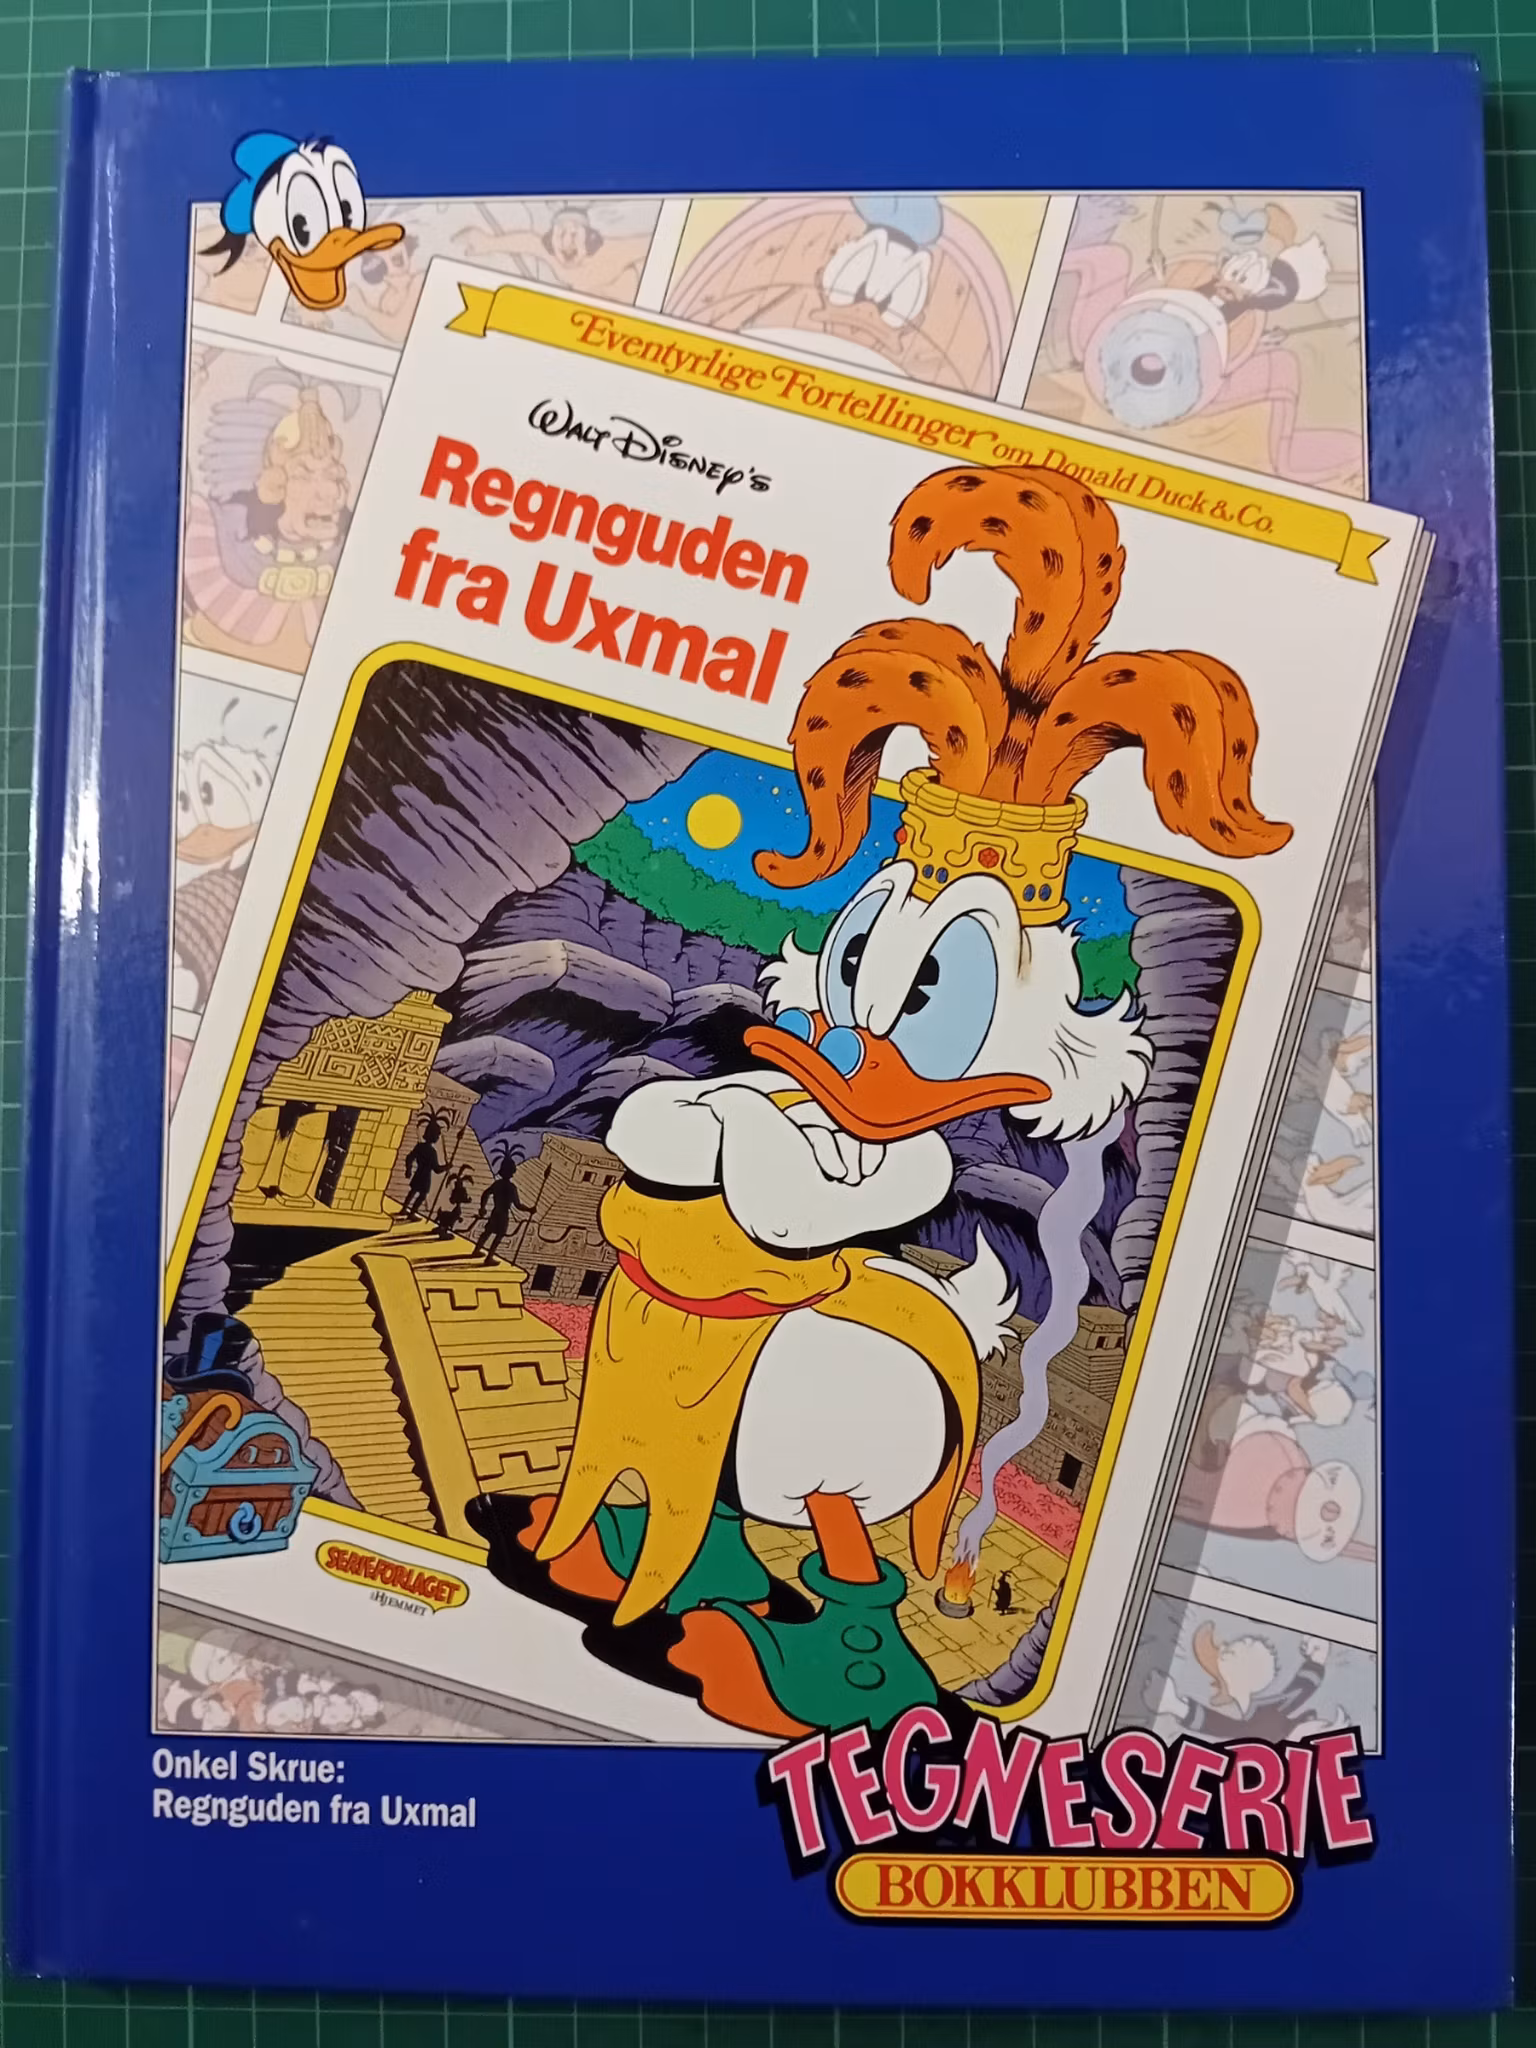 Eventyrlige Fortellinger om Donald Duck & Co.
WALT DISNEY'S
Regnguden
fra Uxmal
SERIEFORLAGET
:HJEMMET
Onkel Skrue:
Regnguden fra Uxmal
TEGNESERIE
BOKKLUBBEN